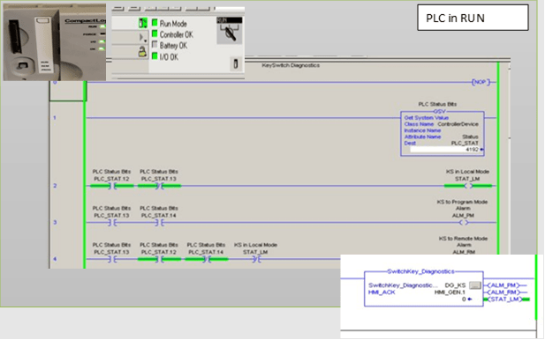 PLC in RUN
CompactLogix
RUN
Run Mode
Controller OK
Battery OK
I/O OK
KeySwitch Diagnostics
0
NOP
1
PLC Status Bits
GSV
Get System Value
Class Name ControllerDevice
Instance Name
Attribute Name Status
Dest PLC_STAT
4192
PLC Status Bits PLC Status Bits KS in Local Mode
PLC_STAT.12 PLC_STAT.13 STAT_LM
2
KS to Program Mode
PLC Status Bits PLC Status Bits Alarm
PLC_STAT.13 PLC_STAT.14 ALM_PM
3
KS to Remote Mode
PLC Status Bits PLC Status Bits PLC Status Bits KS in Local Mode Alarm
PLC_STAT.13 PLC_STAT.12 PLC_STAT.14 STAT_LM ALM_RM
4
SwitchKey_Diagnostics
SwitchKey_Diagnostic... DG_KS
HMI_ACK HMI_GEN.1
0
ALM_PM
ALM_RM
STAT_LM